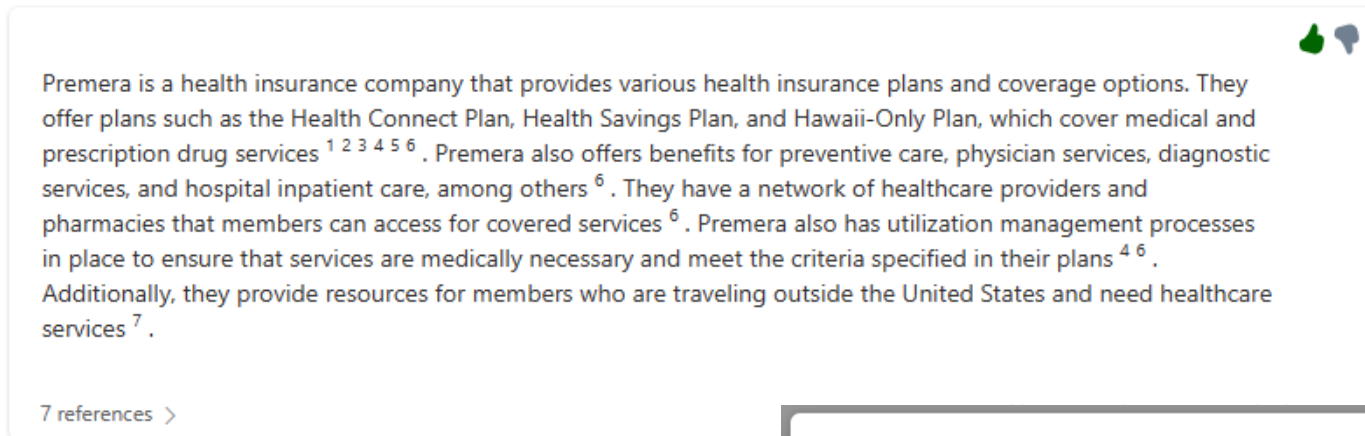 Premera is a health insurance company that provides various health insurance plans and coverage options. They
offer plans such as the Health Connect Plan, Health Savings Plan, and Hawaii-Only Plan, which cover medical and
prescription drug services 1 2 3 4 5 6 . Premera also offers benefits for preventive care, physician services, diagnostic
services, and hospital inpatient care, among others 6 . They have a network of healthcare providers and
pharmacies that members can access for covered services 6 . Premera also has utilization management processes
in place to ensure that services are medically necessary and meet the criteria specified in their plans 4 6 .
Additionally, they provide resources for members who are traveling outside the United States and need healthcare
services 7 .
7 references